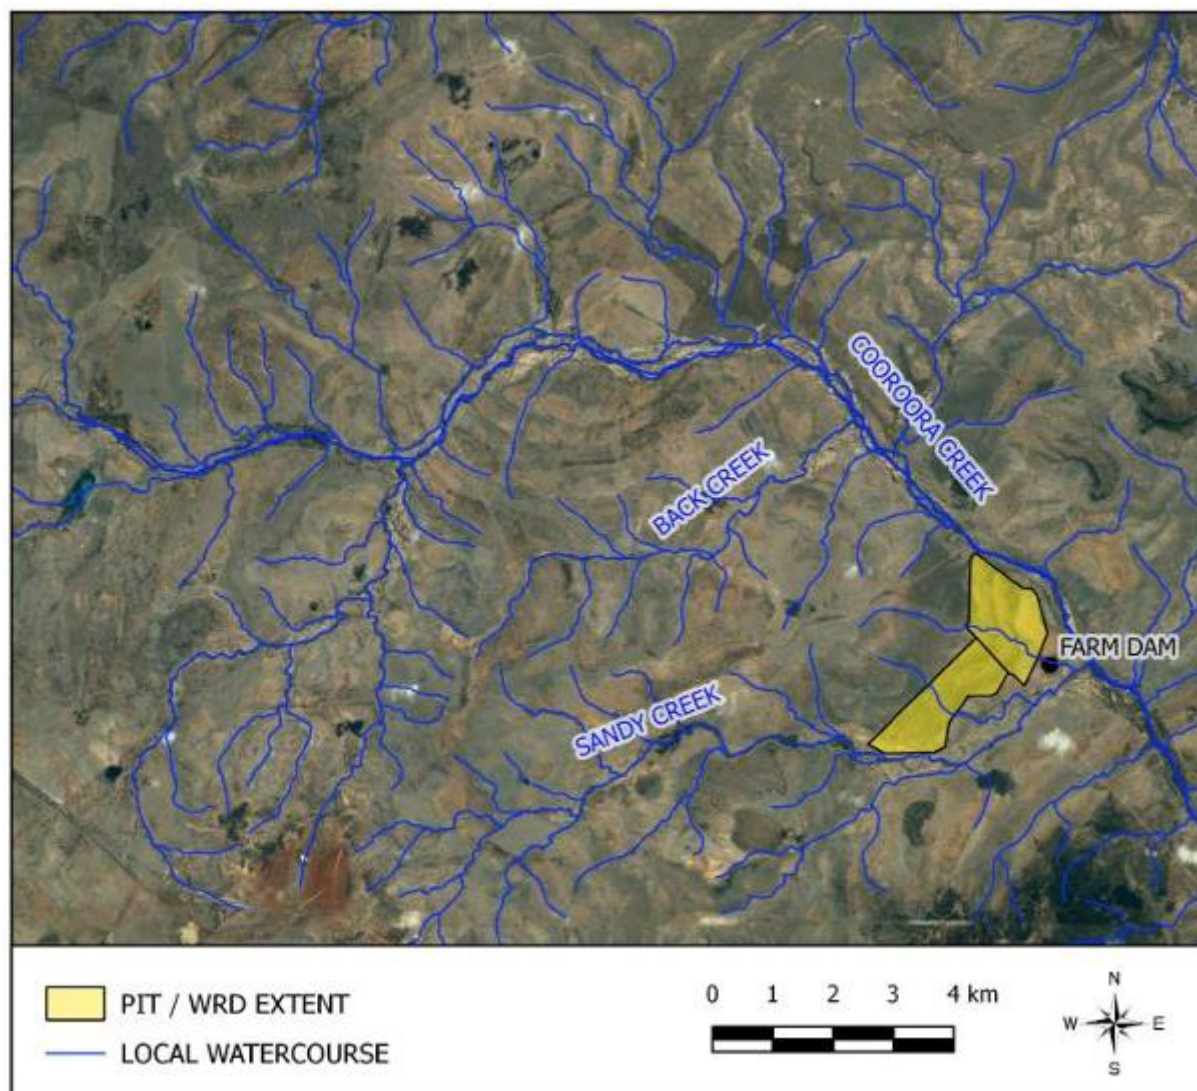 COOROORA CREEK
BACK CREEK
FARM DAM
SANDY CREEK
PIT / WRD EXTENT
LOCAL WATERCOURSE
0 1 2 3 4 km
N
W E
S